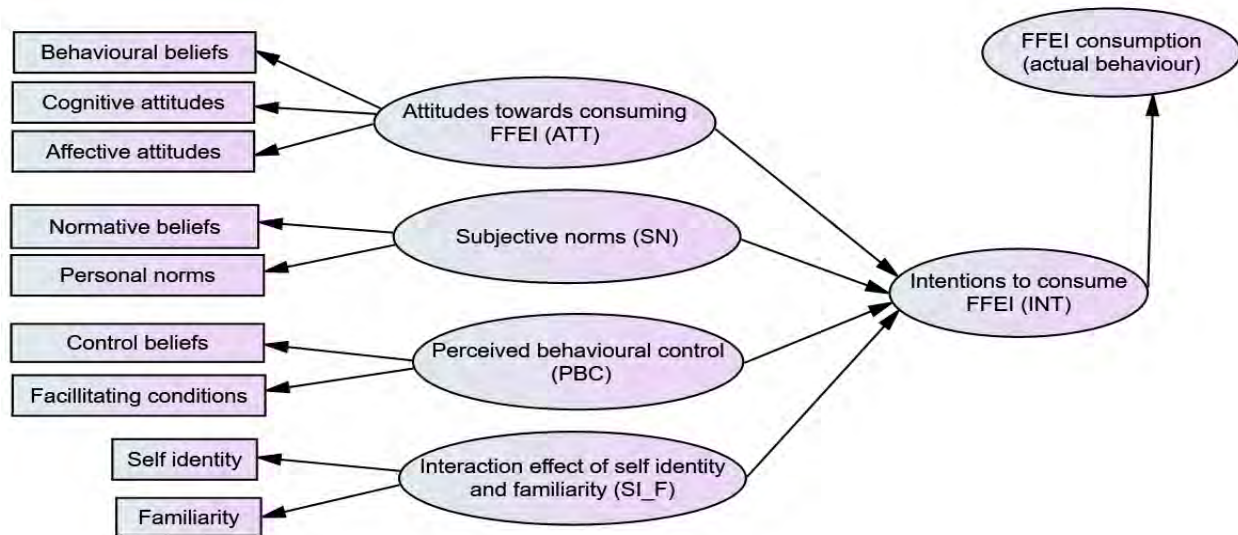 Behavioural beliefs
Cognitive attitudes
Affective attitudes
Attitudes towards consuming
FFEI (ATT)
FFEI consumption
(actual behaviour)
Normative beliefs
Personal norms
Subjective norms (SN)
Intentions to consume
FFEI (INT)
Control beliefs
Facillitating conditions
Perceived behavioural control
(PBC)
Self identity
Familiarity
Interaction effect of self identity
and familiarity (SI_F)